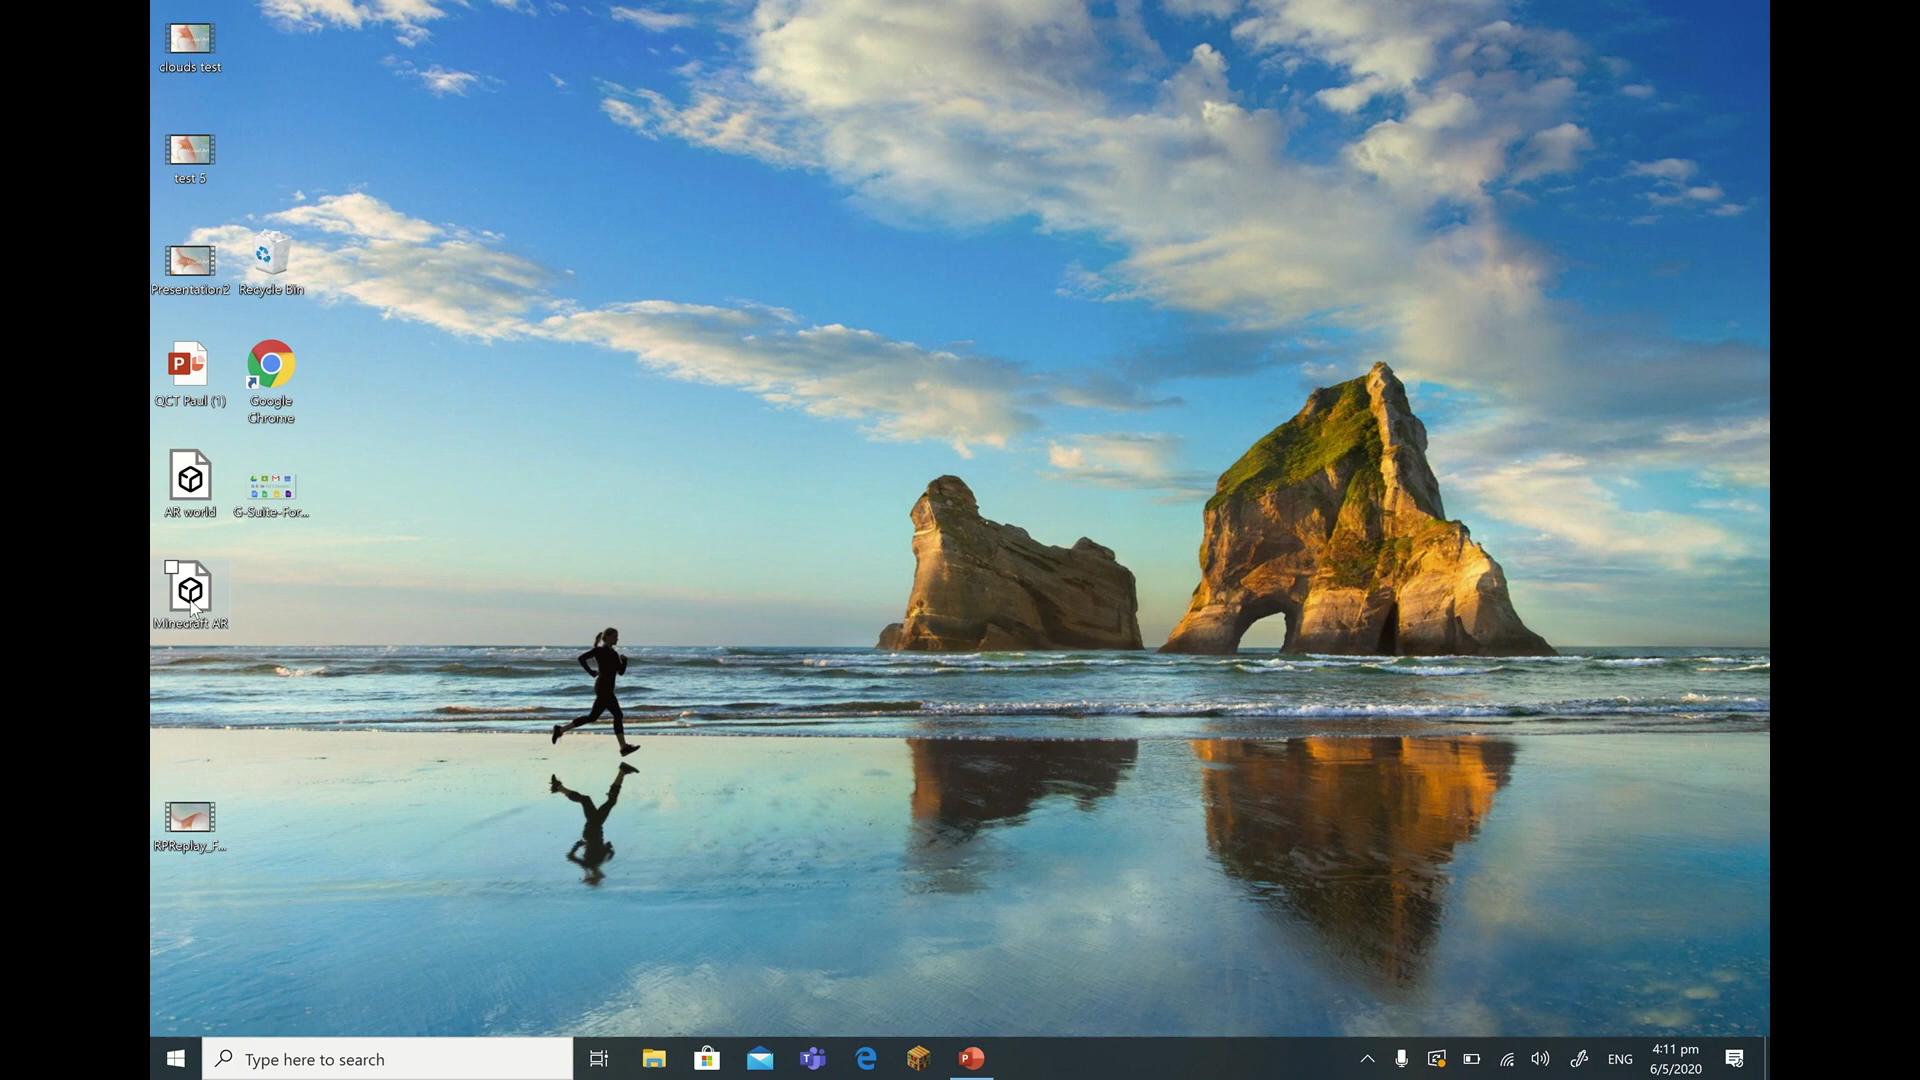 clouds test
test 5
Presentation2
Recycle Bin
QCT Paul (1)
Google
Chrome
AR world
G-Suite-For...
Minecraft AR
RPReplay_F...
Type here to search
ENG
4:11 pm
6/5/2020